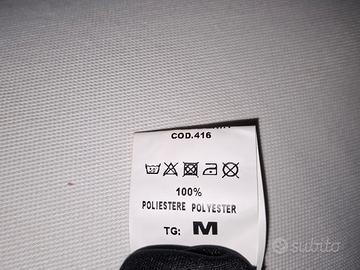 COD.416
100%
POLIESTERE POLYESTER
TG: M
subito